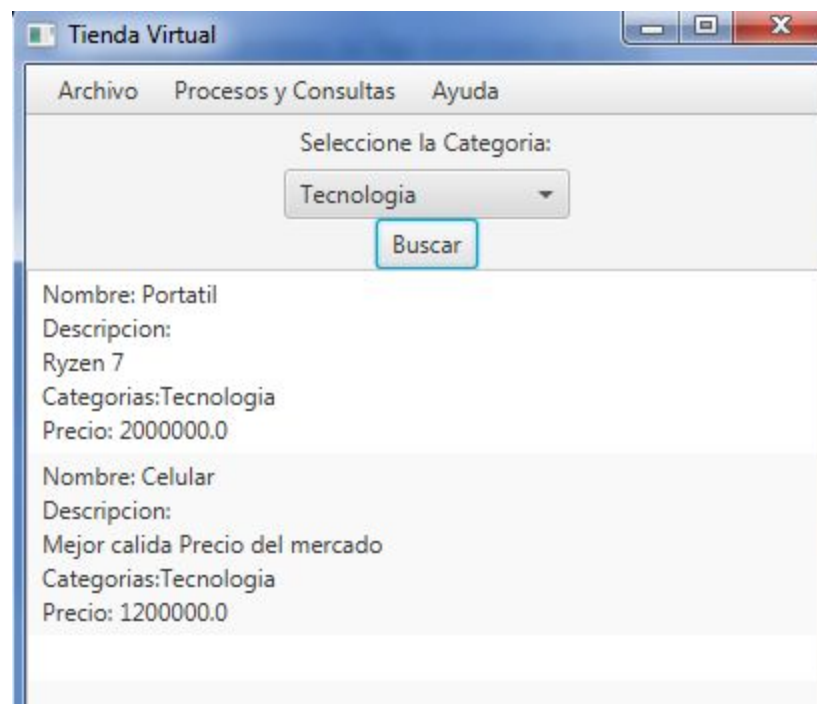 Tienda Virtual
Archivo Procesos y Consultas Ayuda
Seleccione la Categoria:
Tecnologia
Buscar
Nombre: Portatil
Descripcion:
Ryzen 7
Categorias:Tecnologia
Precio: 2000000.0
Nombre: Celular
Descripcion:
Mejor calida Precio del mercado
Categorias:Tecnologia
Precio: 1200000.0